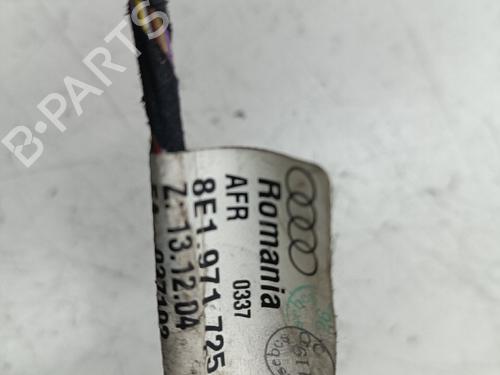 B-PARTS
Romania
AFR 0337
8E1.971.725
Z: 13.12.04